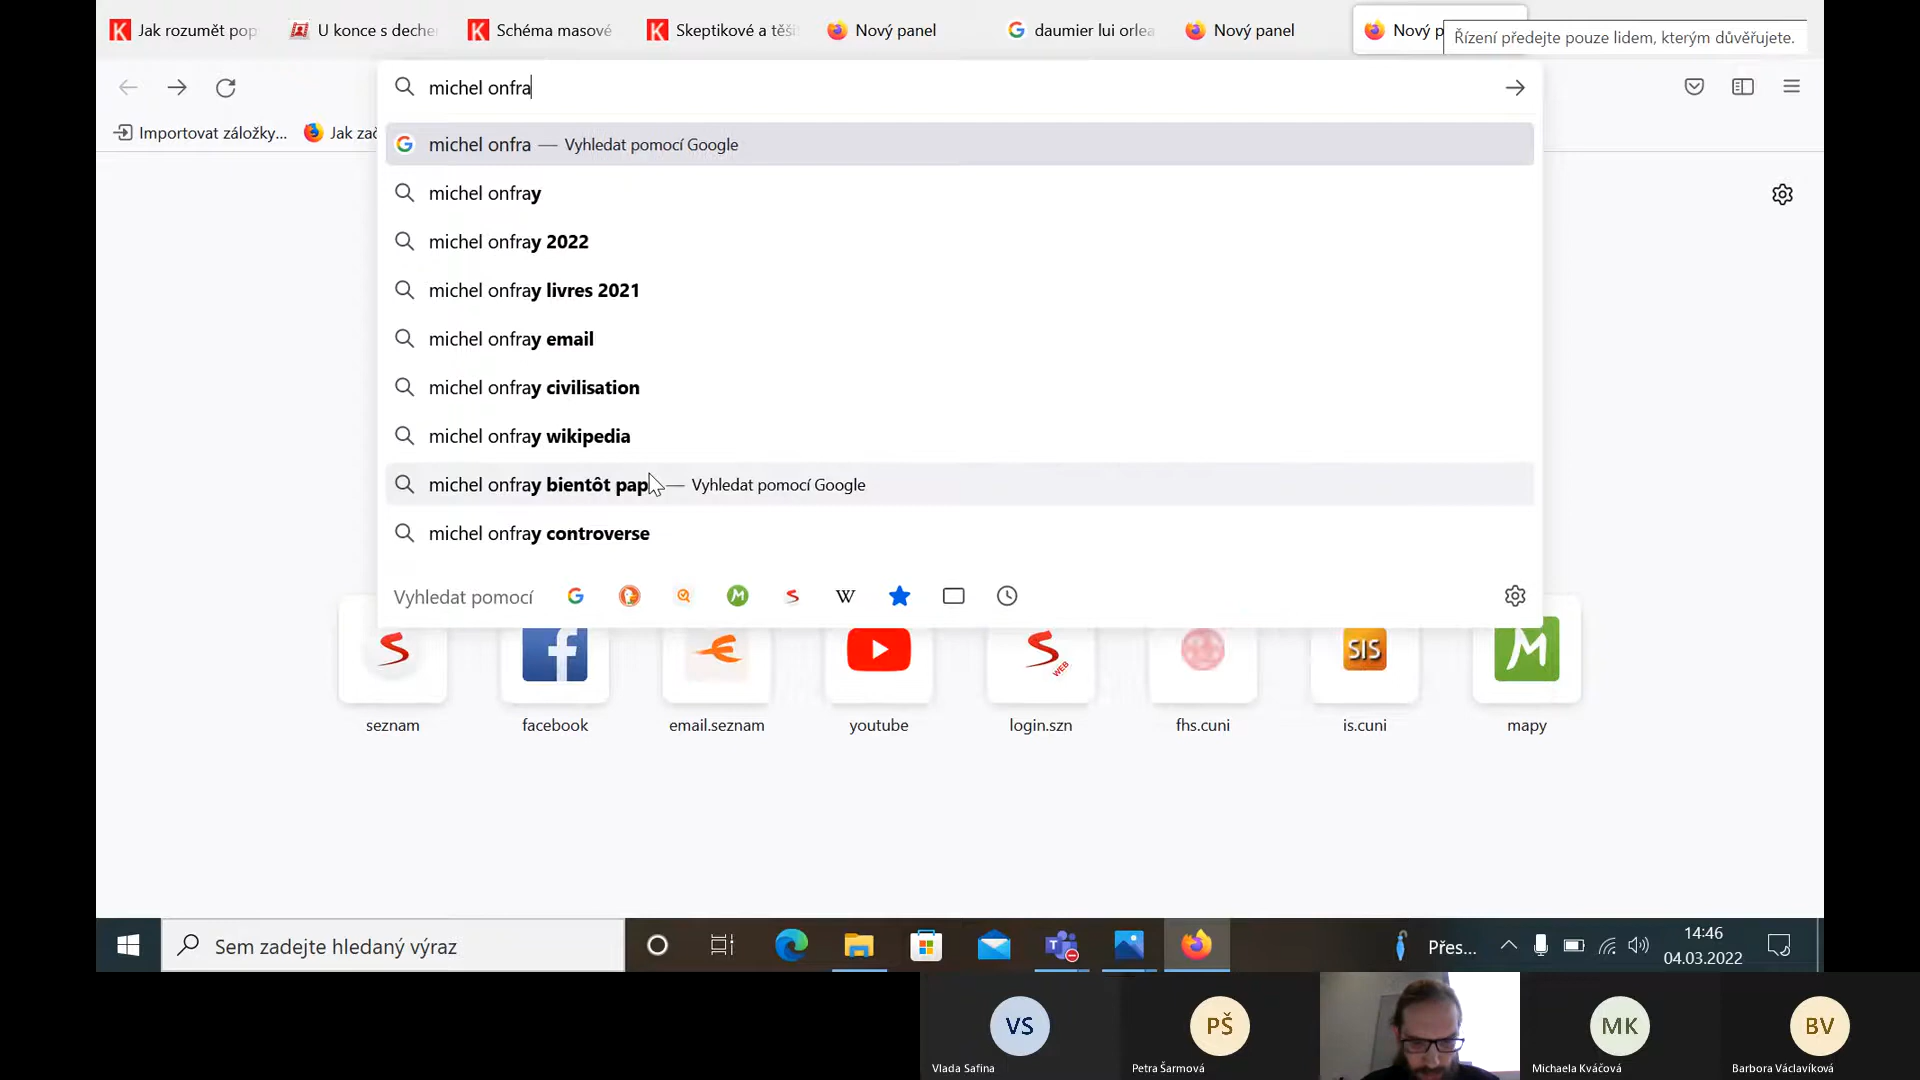 Jak rozumět pop
U konce s decher
Schéma masové
Skeptikové a těši
Nový panel
daumier lui orlea
Nový panel
Nový p
Řízení předejte pouze lidem, kterým důvěřujete.
michel onfra
Importovat záložky...
Jak zač
michel onfra — Vyhledat pomocí Google
michel onfray
michel onfray 2022
michel onfray livres 2021
michel onfray email
michel onfray civilisation
michel onfray wikipedia
michel onfray bientôt pap — Vyhledat pomocí Google
michel onfray controverse
Vyhledat pomocí
SIS
WEB
seznam
facebook
email.seznam
youtube
login.szn
fhs.cuni
is.cuni
mapy
Sem zadejte hledaný výraz
Přes...
14:46
04.03.2022
VS
PŠ
MK
BV
Vlada Safina
Petra Šarmová
Michaela Kváčová
Barbora Václavíková